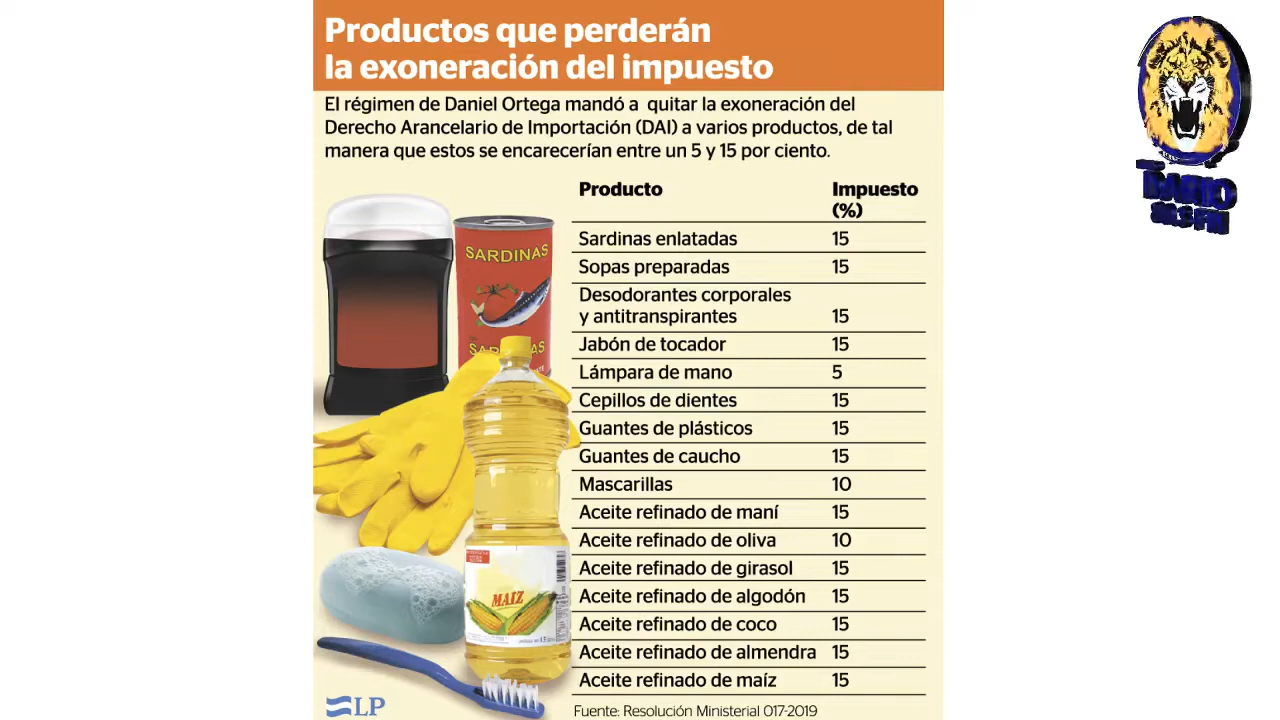 Productos que perderán
la exoneración del impuesto
El régimen de Daniel Ortega mandó a quitar la exoneración del
Derecho Arancelario de Importación (DAI) a varios productos, de tal
manera que estos se encarecerían entre un 5 y 15 por ciento.
Producto Impuesto
(%)
Sardinas enlatadas 15
Sopas preparadas 15
Desodorantes corporales
y antitranspirantes 15
Jabón de tocador 15
Lámpara de mano 5
Cepillos de dientes 15
Guantes de plásticos 15
Guantes de caucho 15
Mascarillas 10
Aceite refinado de maní 15
Aceite refinado de oliva 10
Aceite refinado de girasol 15
Aceite refinado de algodón 15
Aceite refinado de coco 15
Aceite refinado de almendra 15
Aceite refinado de maíz 15
Fuente: Resolución Ministerial 017-2019
SARDINAS
MAÍZ
LP